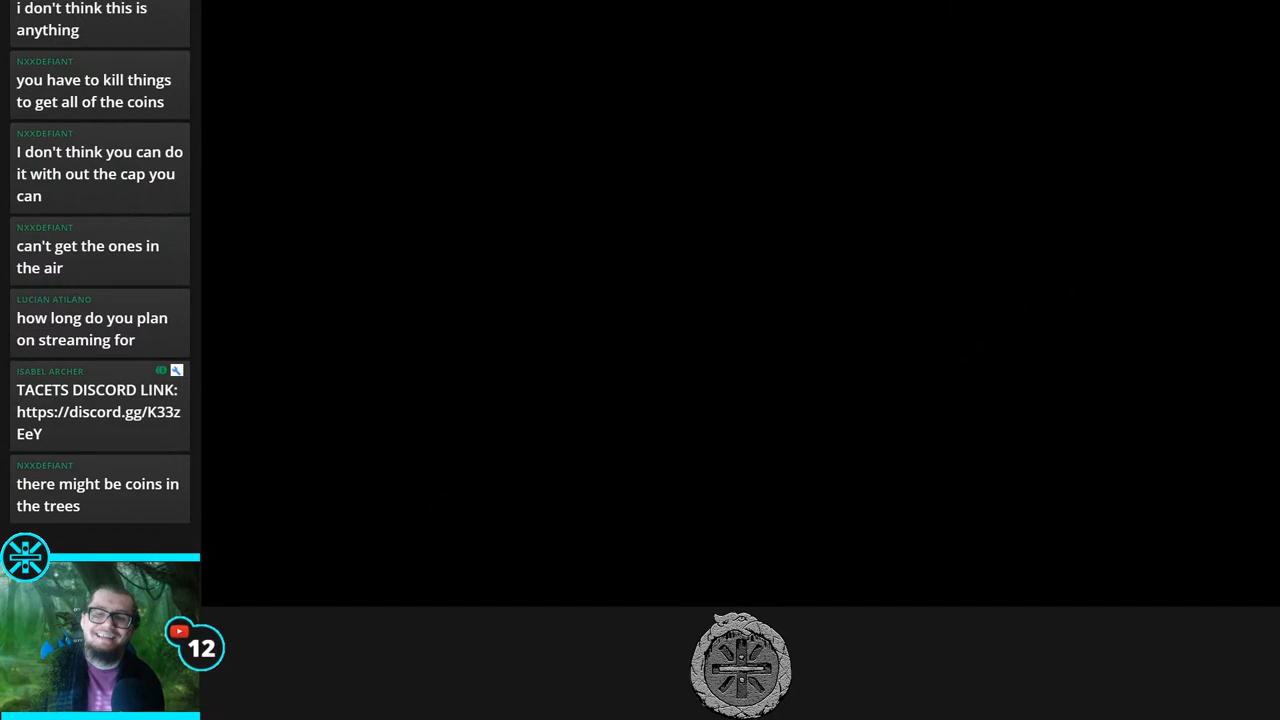 i don't think this is
anything
NXXDEFIANT
you have to kill things
to get all of the coins
NXXDEFIANT
I don't think you can do
it with out the cap you
can
NXXDEFIANT
can't get the ones in
the air
LUCIAN ATILANO
how long do you plan
on streaming for
ISABEL ARCHER
TACETS DISCORD LINK:
https://discord.gg/K33z
EeY
NXXDEFIANT
there might be coins in
the trees
12